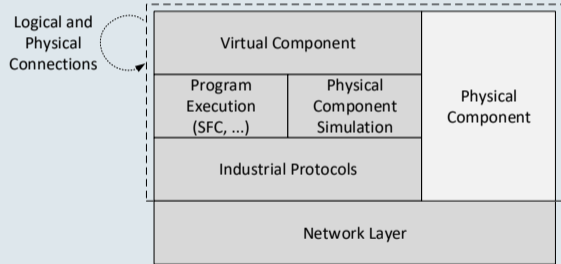 Logical and
Physical
Connections
Virtual Component
Program
Execution
(SFC, ...)
Physical
Component
Simulation
Physical
Component
Industrial Protocols
Network Layer